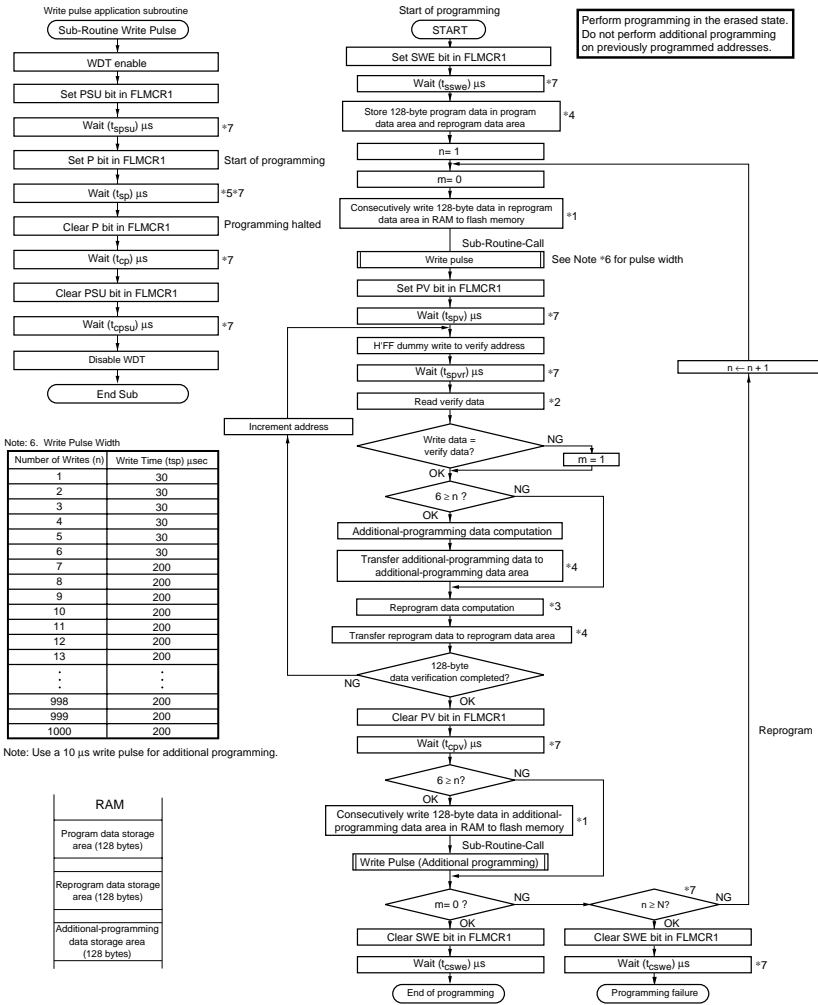 Write pulse application subroutine
Sub-Routine Write Pulse
WDT enable
Set PSU bit in FLMCR1
Wait (tspsu) µs
*7
Set P bit in FLMCR1
Start of programming
Wait (tsp) µs
*5*7
Clear P bit in FLMCR1
Programming halted
Wait (tcp) µs
*7
Clear PSU bit in FLMCR1
Wait (tcpsu) µs
*7
Disable WDT
End Sub
Note: 6. Write Pulse Width
Number of Writes (n) Write Time (tsp) µsec
1 30
2 30
3 30
4 30
5 30
6 30
7 200
8 200
9 200
10 200
11 200
12 200
13 200
. .
. .
. .
998 200
999 200
1000 200
Note: Use a 10 µs write pulse for additional programming.
RAM
Program data storage
area (128 bytes)
Reprogram data storage
area (128 bytes)
Additional-programming
data storage area
(128 bytes)
Start of programming
START
Set SWE bit in FLMCR1
Wait (tsswe) µs
*7
Store 128-byte program data in program
data area and reprogram data area
*4
n= 1
m= 0
Consecutively write 128-byte data in reprogram
data area in RAM to flash memory
*1
Sub-Routine-Call
Write pulse
See Note *6 for pulse width
Set PV bit in FLMCR1
Wait (tspv) µs
*7
H'FF dummy write to verify address
Wait (tspvr) µs
*7
Read verify data
*2
Increment address
Write data =
verify data?
NG
m = 1
OK
6 ≥ n ?
NG
OK
Additional-programming data computation
Transfer additional-programming data to
additional-programming data area
*4
Reprogram data computation
*3
Transfer reprogram data to reprogram data area
*4
128-byte
data verification completed?
NG
OK
Clear PV bit in FLMCR1
Wait (tcpv) µs
*7
6 ≥ n?
NG
OK
Consecutively write 128-byte data in additional-
programming data area in RAM to flash memory
*1
Sub-Routine-Call
Write Pulse (Additional programming)
m= 0 ?
NG
OK
Clear SWE bit in FLMCR1
Wait (tcswe) µs
End of programming
*7
n ≥ N?
NG
OK
Clear SWE bit in FLMCR1
Wait (tcswe) µs
*7
Programming failure
n ← n + 1
Reprogram
Perform programming in the erased state.
Do not perform additional programming
on previously programmed addresses.